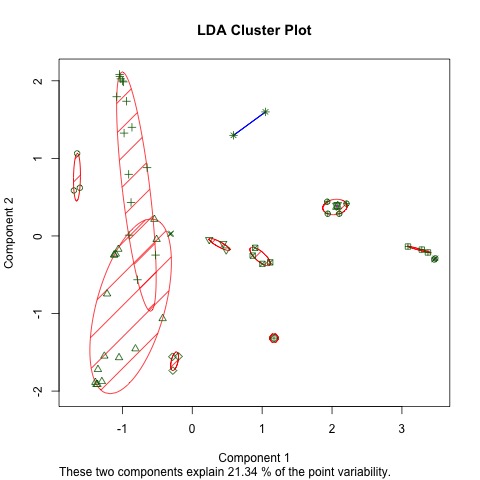 LDA Cluster Plot
2
1
0
-1
-2
Component 2
-1 0 1 2 3
Component 1
These two components explain 21.34 % of the point variability.